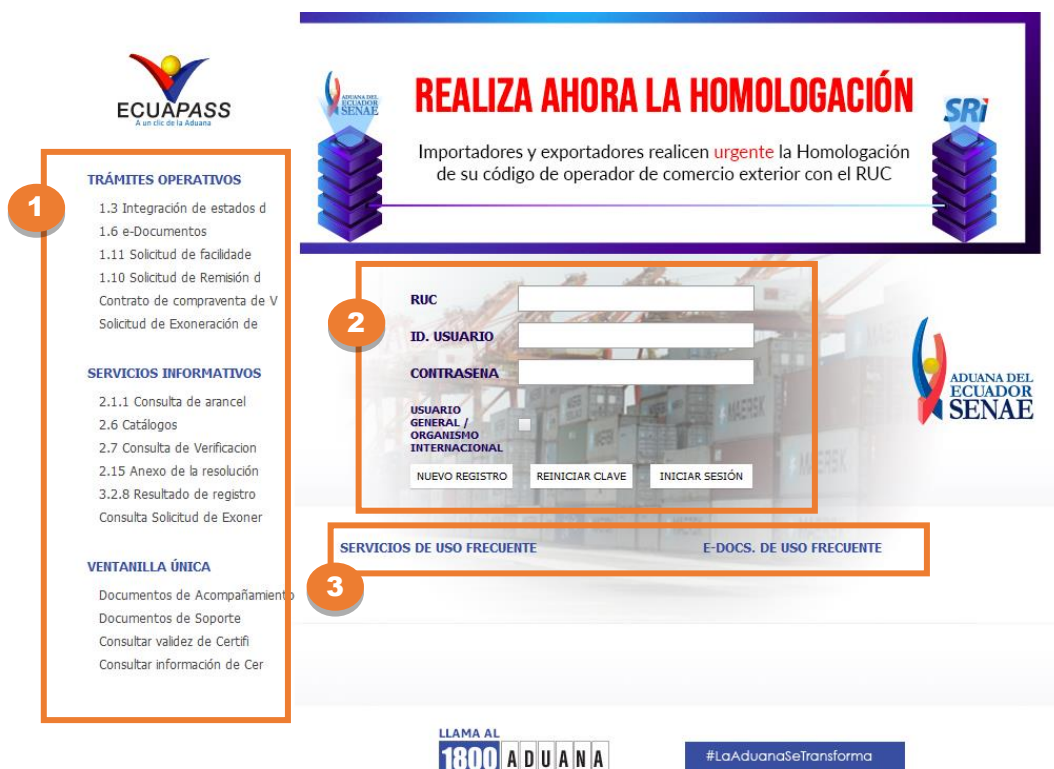 ECUAPASS
A un clic de la Aduana
ADUANA DEL
ECUADOR
SENAE
REALIZA AHORA LA HOMOLOGACIÓN
SRi
Importadores y exportadores realicen urgente la Homologación
de su código de operador de comercio exterior con el RUC
1
TRÁMITES OPERATIVOS
1.3 Integración de estados d
1.6 e-Documentos
1.11 Solicitud de facilidade
1.10 Solicitud de Remisión d
Contrato de compraventa de V
Solicitud de Exoneración de
SERVICIOS INFORMATIVOS
2.1.1 Consulta de arancel
2.6 Catálogos
2.7 Consulta de Verificacion
2.15 Anexo de la resolución
3.2.8 Resultado de registro
Consulta Solicitud de Exoner
VENTANILLA ÚNICA
Documentos de Acompañamiento
Documentos de Soporte
Consultar validez de Certifi
Consultar información de Cer
2
RUC
ID. USUARIO
CONTRASENA
USUARIO
GENERAL /
ORGANISMO
INTERNACIONAL
NUEVO REGISTRO REINICIAR CLAVE INICIAR SESIÓN
MAERSK
MAERSK
ADUANA DEL
ECUADOR
SENAE
3
SERVICIOS DE USO FRECUENTE E-DOCS. DE USO FRECUENTE
LLAMA AL
1800 ADUANA
#LaAduanaSeTransforma